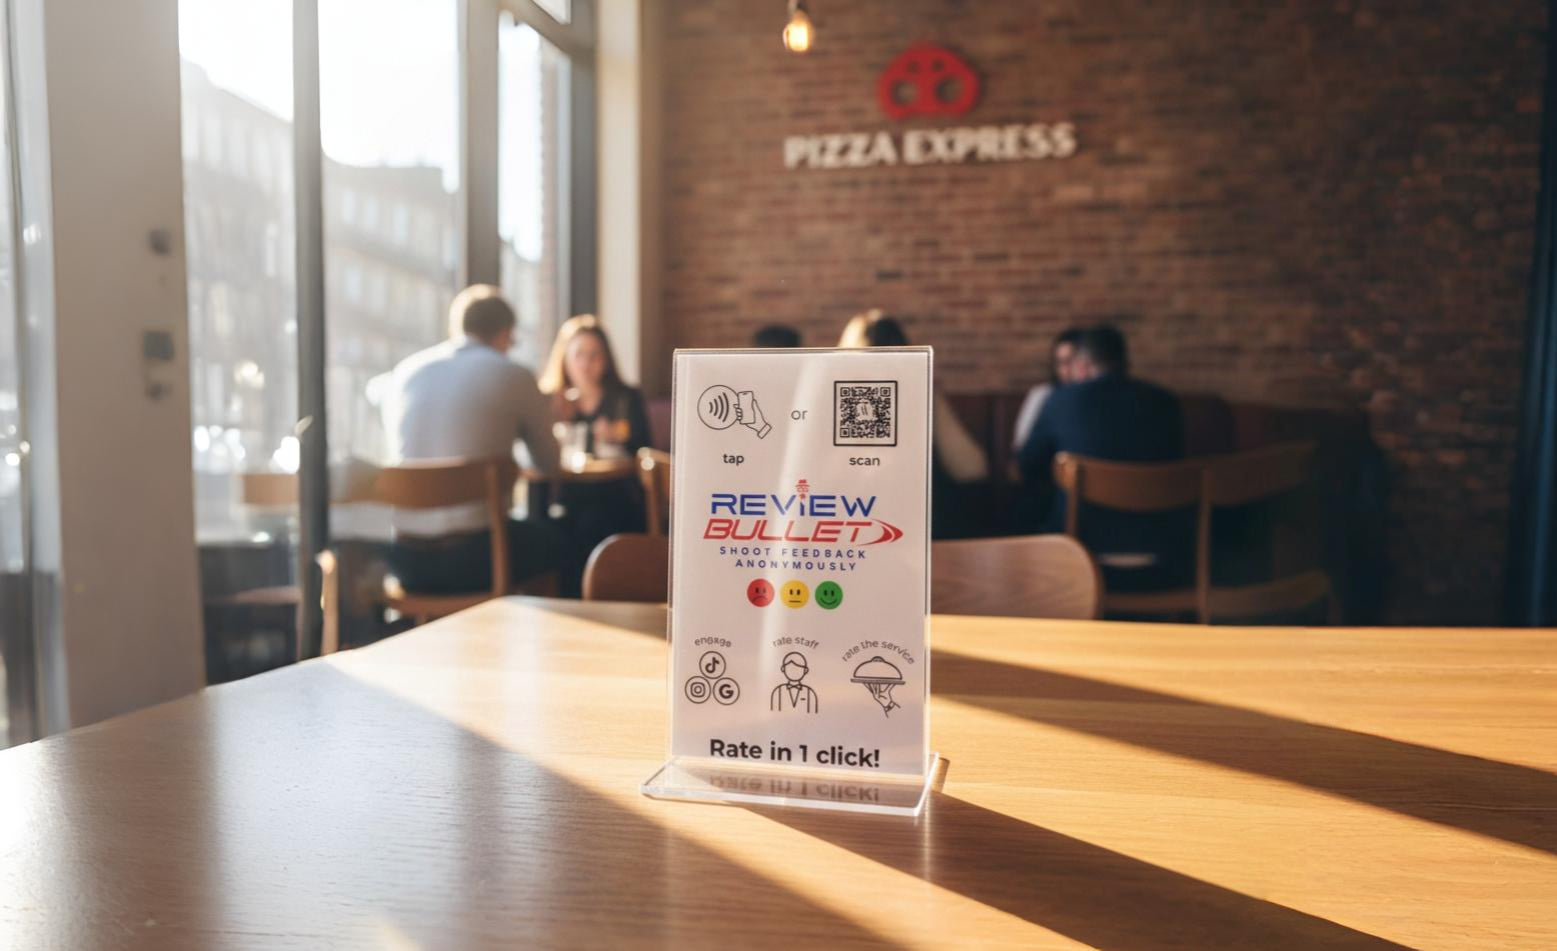 PIZZA EXPRESS
or
tap
scan
REViEW
BULLET
SHOOT FEEDBACK
ANONYMOUSLY
engage
rate staff
rate the service
G
Rate in 1 click!